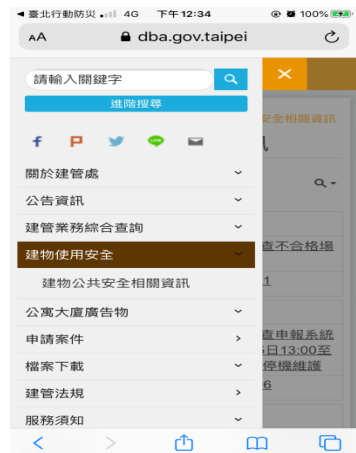 臺北行動防災 4G 下午12:34 100%
AA dba.gov.taipei
請輸入關鍵字
進階搜尋
安全相關資訊
關於建管處
公告資訊
建管業務綜合查詢
查不合格場
建物使用安全
建物公共安全相關資訊
1
公寓大廈廣告物
申請案件
查申報系統
日13:00至
檔案下載
停機維護
建管法規
6
服務須知